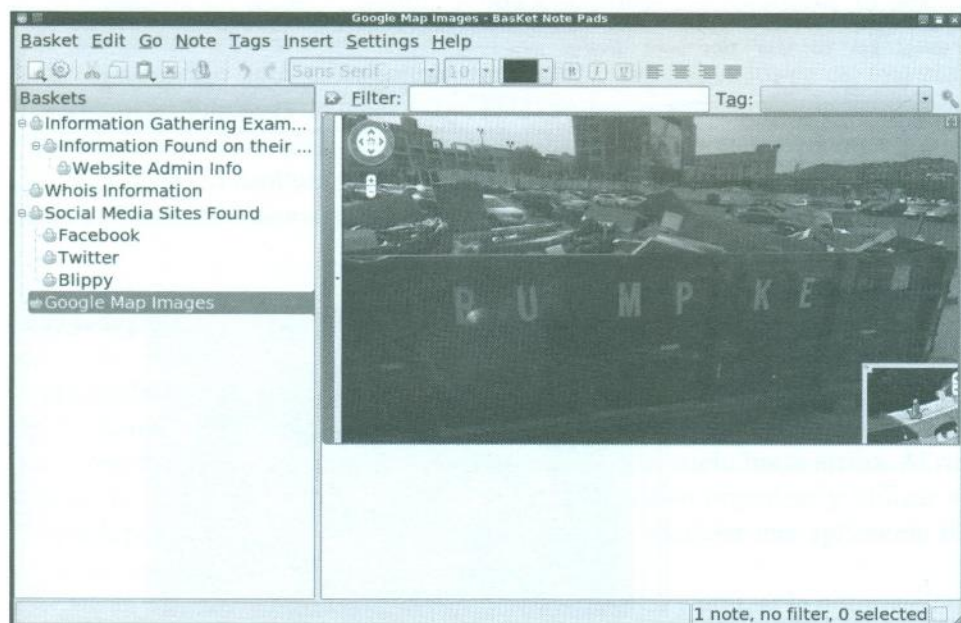 Google Map Images - BasKet Note Pads
Basket Edit Go Note Tags Insert Settings Help
Sans Serif 10 B I U
Baskets
Filter: Tag:
Information Gathering Exam...
Information Found on their ...
Website Admin Info
Whois Information
Social Media Sites Found
Facebook
Twitter
Blippy
Google Map Images
B U M P K E
1 note, no filter, 0 selected